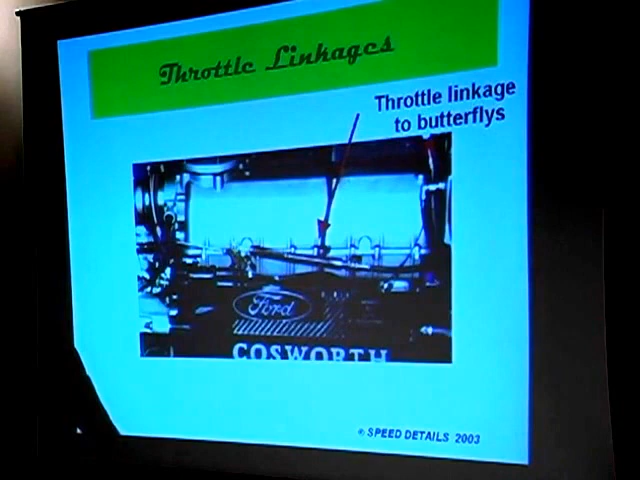 Throttle Linkages
Throttle linkage
to butterflys
Ford
COSWORTH
© SPEED DETAILS 2003